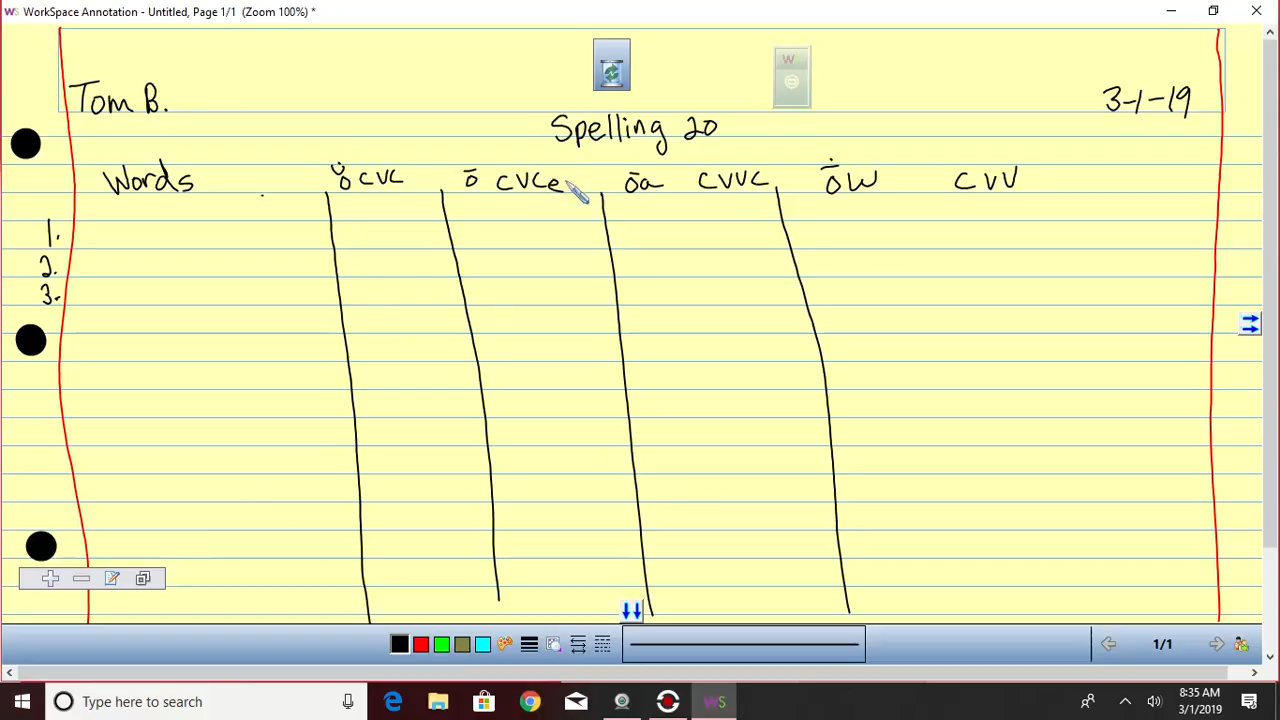 WorkSpace Annotation - Untitled, Page 1/1 (Zoom 100%) *
Tom B.
3-1-19
Spelling 20
Words ŏ CVC ō CVCe ōa CVVC ōw CVV
1.
2.
3.
1/1
Type here to search
WS
8:35 AM
3/1/2019